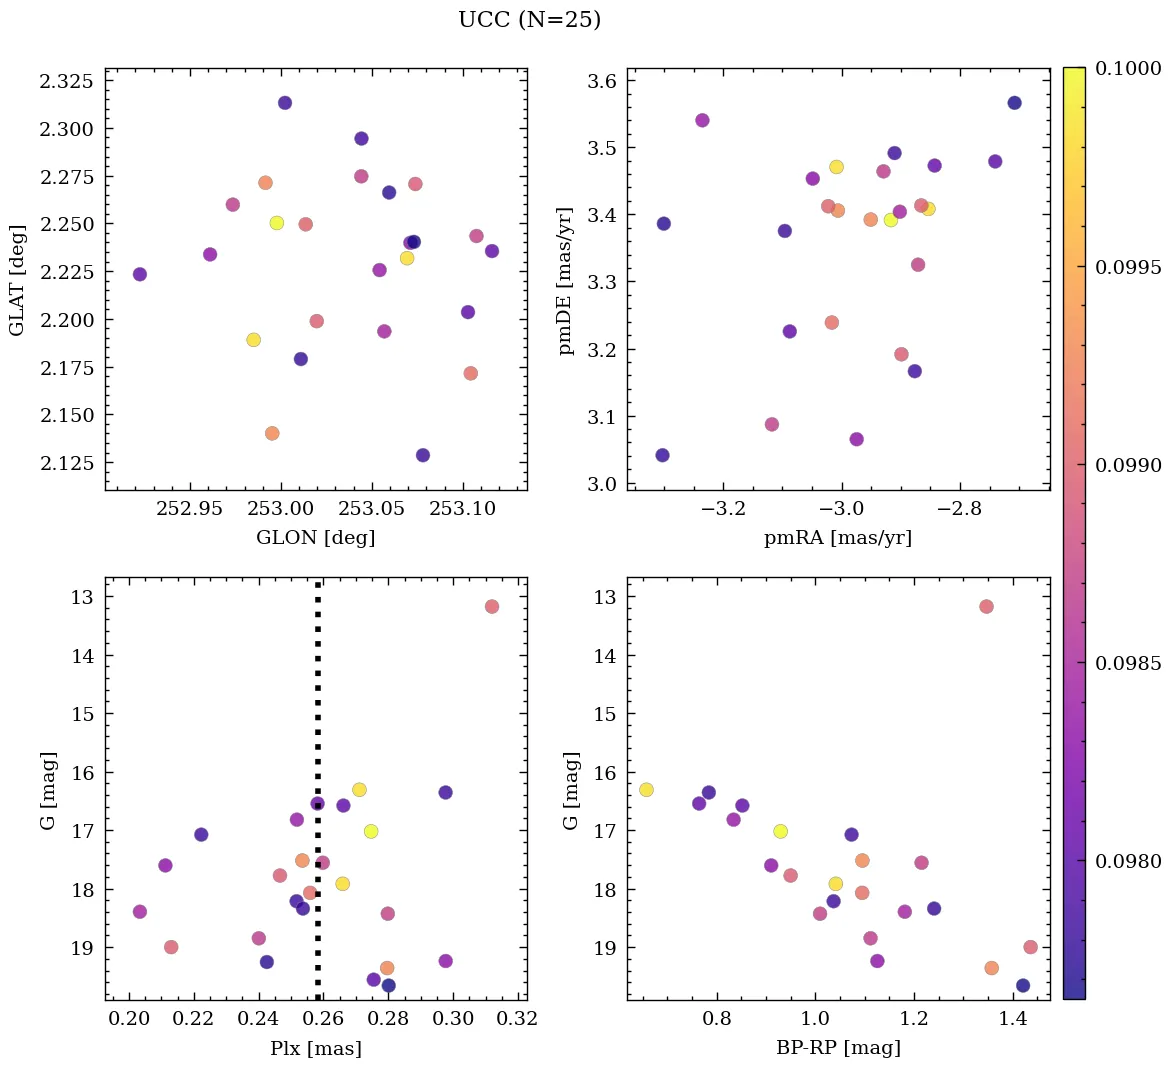 UCC (N=25)
2.325
2.300
2.275
2.250
2.225
2.200
2.175
2.150
2.125
GLAT [deg]
252.95 253.00 253.05 253.10
GLON [deg]
3.6
3.5
3.4
3.3
3.2
3.1
3.0
pmDE [mas/yr]
−3.2 −3.0 −2.8
pmRA [mas/yr]
0.1000
0.0995
0.0990
0.0985
0.0980
13
14
15
16
17
18
19
G [mag]
0.20 0.22 0.24 0.26 0.28 0.30 0.32
Plx [mas]
13
14
15
16
17
18
19
G [mag]
0.8 1.0 1.2 1.4
BP-RP [mag]